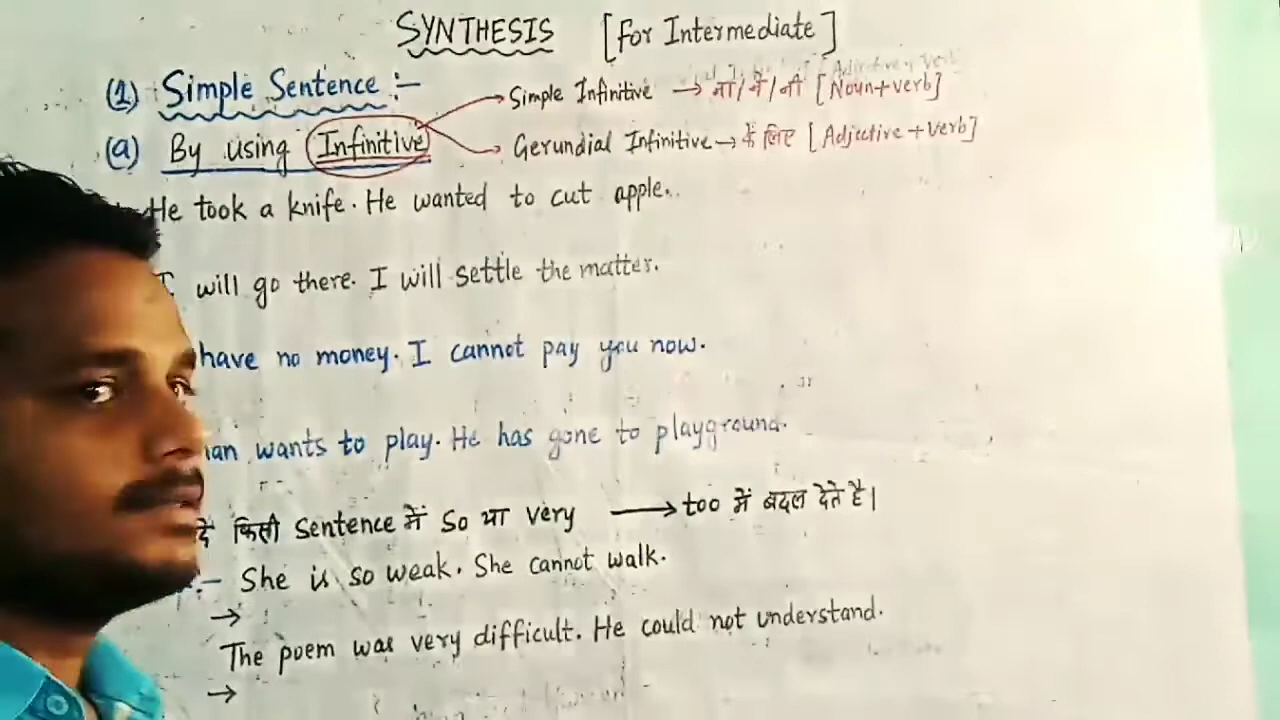 SYNTHESIS [For Intermediate]
(1) Simple Sentence :-
Simple Infinitive → ना/ने/नी [Noun+verb]
(a) By using Infinitive
Gerundial Infinitive → के लिए [Adjective+verb]
He took a knife. He wanted to cut apple.
I will go there. I will settle the matter.
have no money. I cannot pay you now.
wants to play. He has gone to playground.
किसी sentence में so या very → too में बदल देते है।
:- She is so weak. She cannot walk.
→
The poem was very difficult. He could not understand.
→